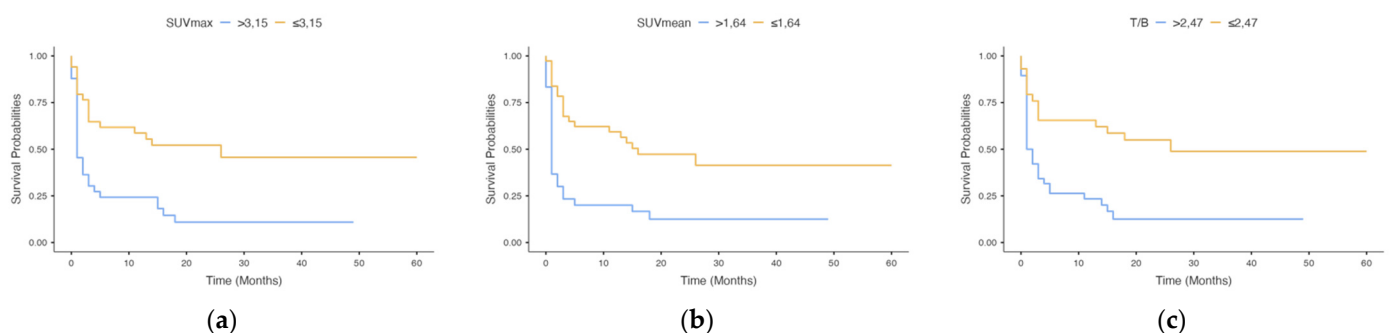 SUVmax >3,15 ≤3,15
1.00
0.75
0.50
0.25
0.00
Survival Probabilities
0 10 20 30 40 50 60
Time (Months)
(a)
SUVmean >1,64 ≤1,64
1.00
0.75
0.50
0.25
0.00
Survival Probabilities
0 10 20 30 40 50 60
Time (Months)
(b)
T/B >2,47 ≤2,47
1.00
0.75
0.50
0.25
0.00
Survival Probabilities
0 10 20 30 40 50 60
Time (Months)
(c)